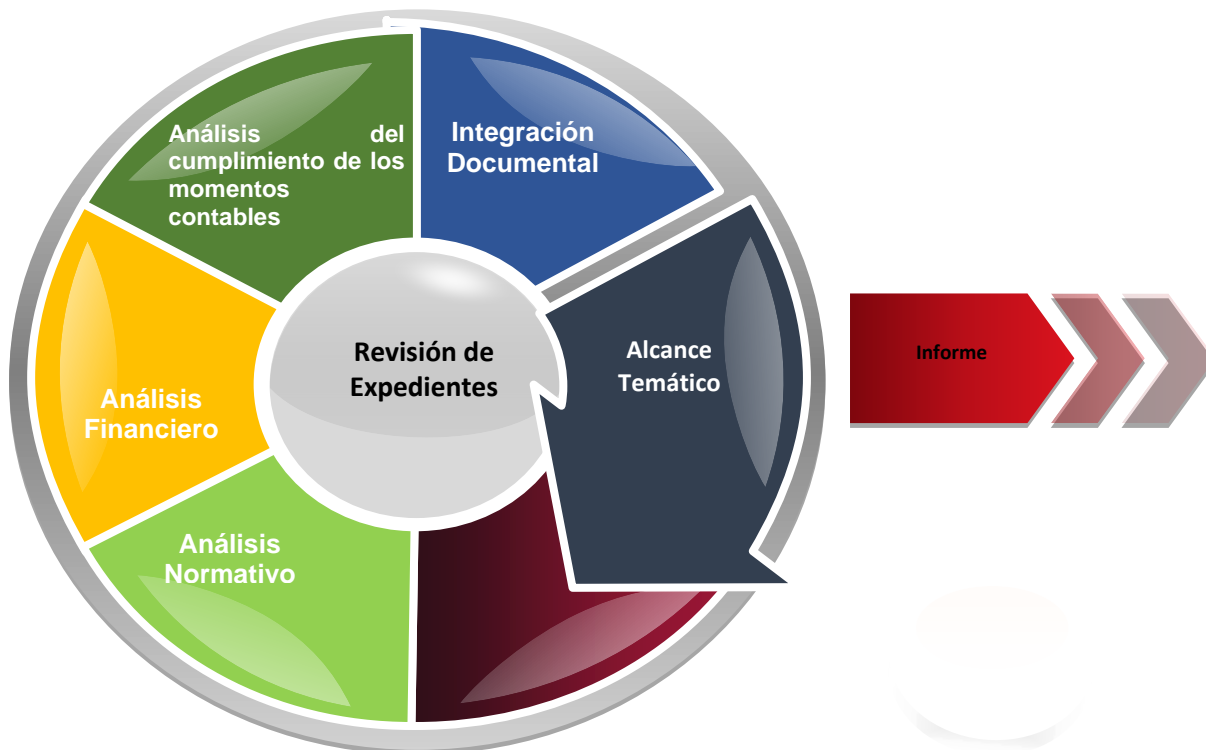 Análisis del
cumplimiento de los
momentos
contables
Integración
Documental
Revisión de
Expedientes
Alcance
Temático
Informe
Análisis
Financiero
Análisis
Normativo